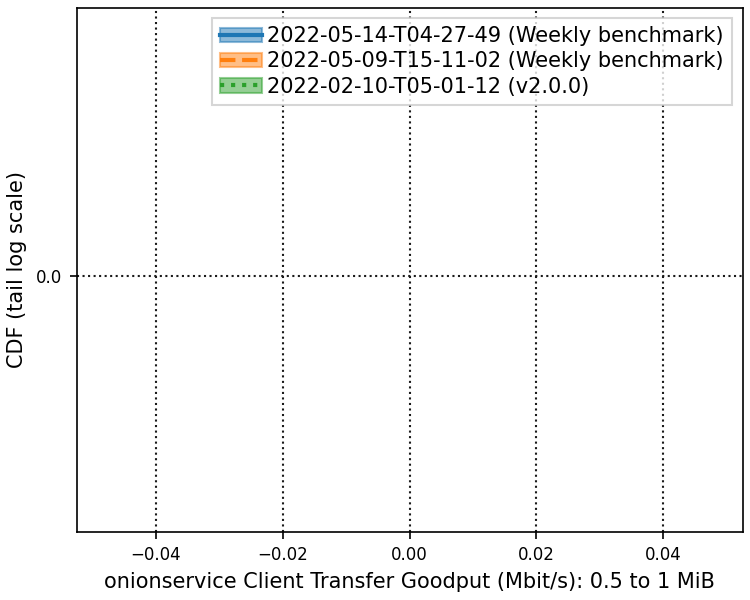 2022-05-14-T04-27-49 (Weekly benchmark)
2022-05-09-T15-11-02 (Weekly benchmark)
2022-02-10-T05-01-12 (v2.0.0)
CDF (tail log scale)
0.0
−0.04 −0.02 0.00 0.02 0.04
onionservice Client Transfer Goodput (Mbit/s): 0.5 to 1 MiB